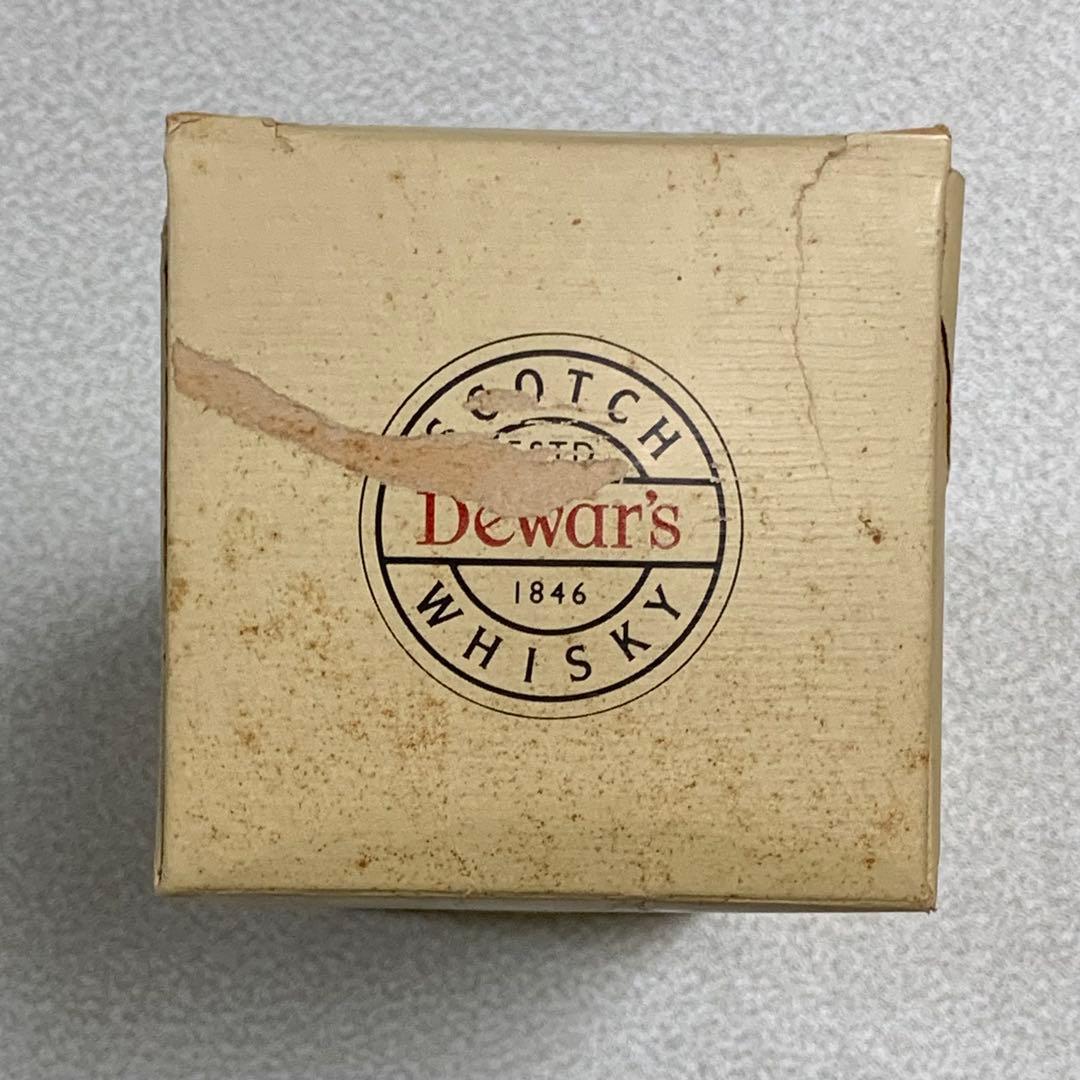 SCOTCH
ESTD
Dewar's
1846
WHISKY